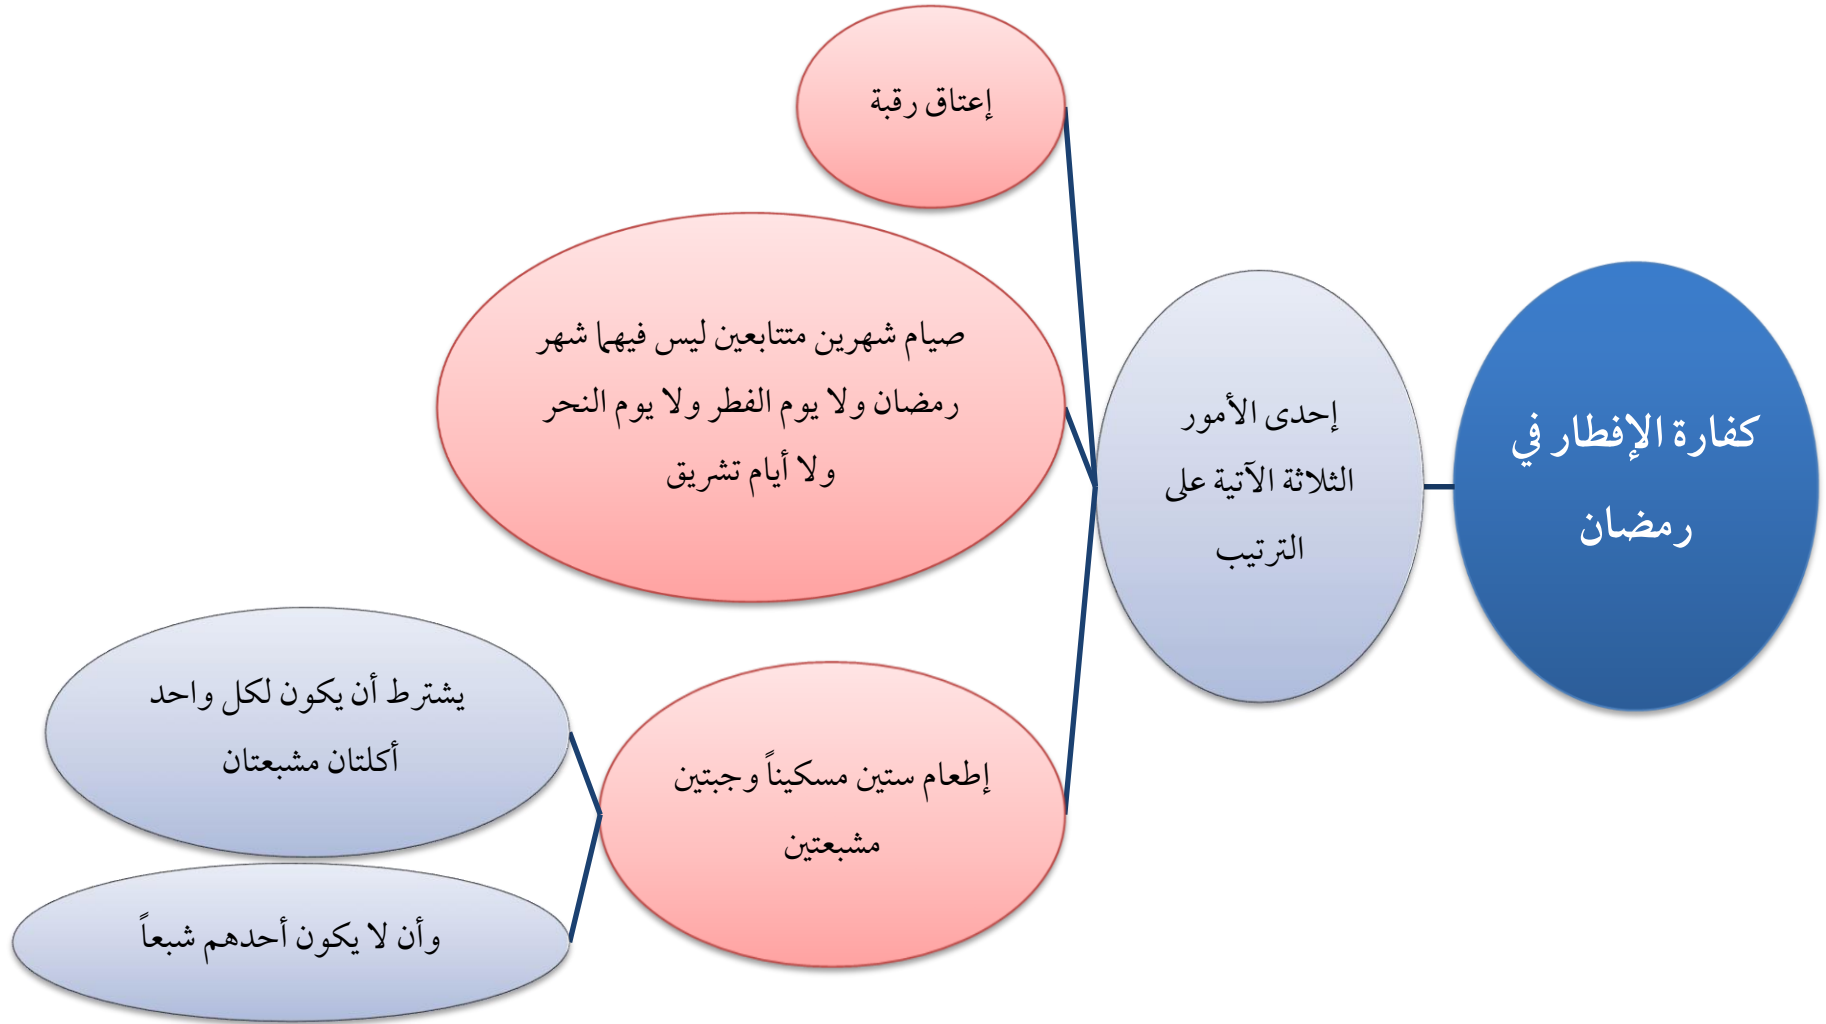 كفارة الإفطار في
رمضان
إحدى الأمور
الثلاثة الآتية على
الترتيب
إعتاق رقبة
صيام شهرين متتابعين ليس فيهما شهر
رمضان ولا يوم الفطر ولا يوم النحر
ولا أيام تشريق
إطعام ستين مسكيناً وجبتين
مشبعتين
يشترط أن يكون لكل واحد
أكلتان مشبعتان
وأن لا يكون أحدهم شبعاً